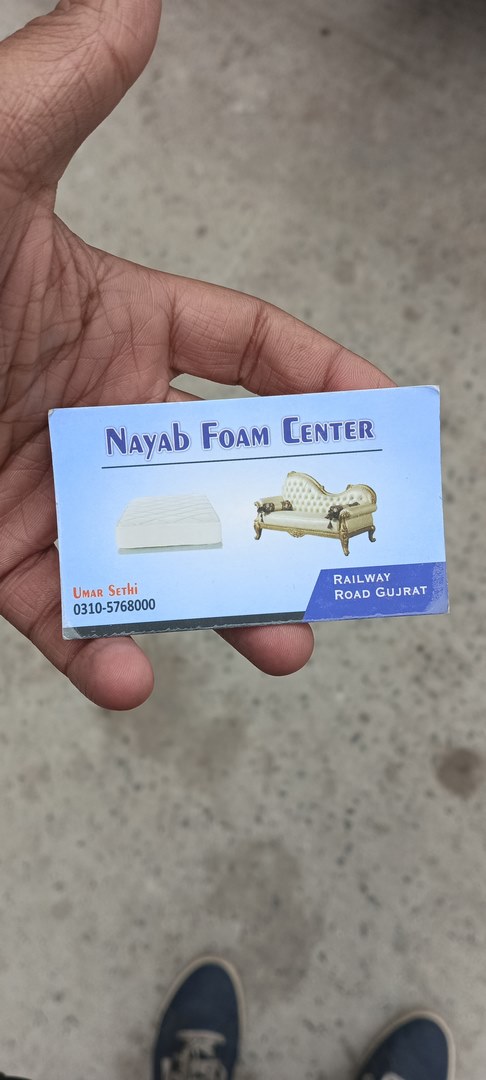 Nayab Foam Center
Umar Sethi
0310-5768000
Railway
Road Gujrat